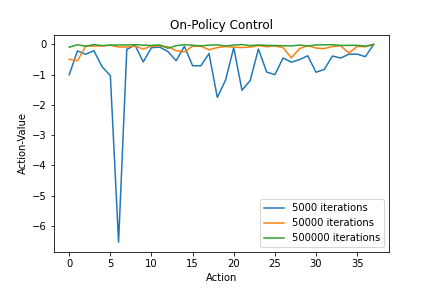 On-Policy Control
Action-Value
0
−1
−2
−3
−4
−5
−6
0 5 10 15 20 25 30 35
Action
5000 iterations
50000 iterations
500000 iterations